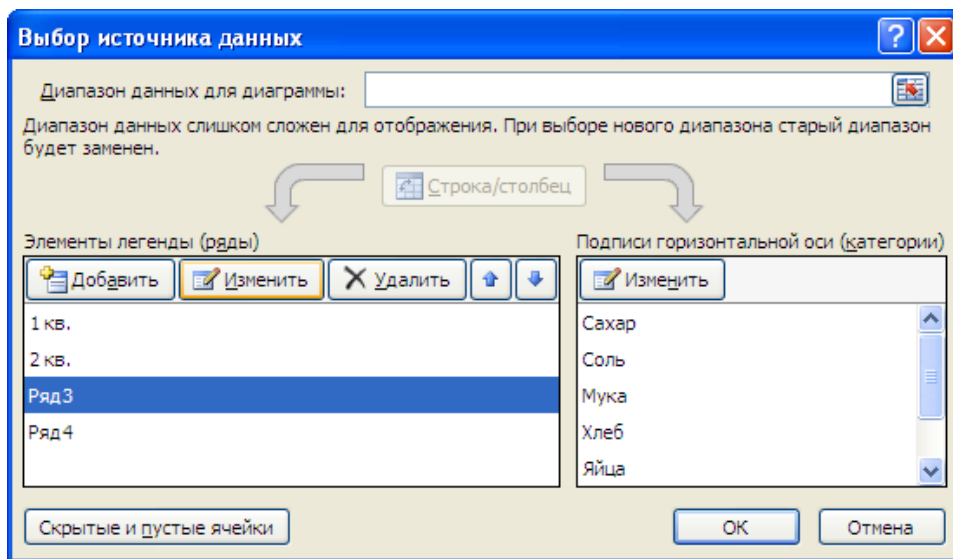 Выбор источника данных
Диапазон данных для диаграммы:
Диапазон данных слишком сложен для отображения. При выборе нового диапазона старый диапазон
будет заменен.
Строка/столбец
Элементы легенды (ряды)
Добавить Изменить Удалить
1 кв.
2 кв.
Ряд3
Ряд4
Подписи горизонтальной оси (категории)
Изменить
Сахар
Соль
Мука
Хлеб
Яйца
Скрытые и пустые ячейки
ОК Отмена